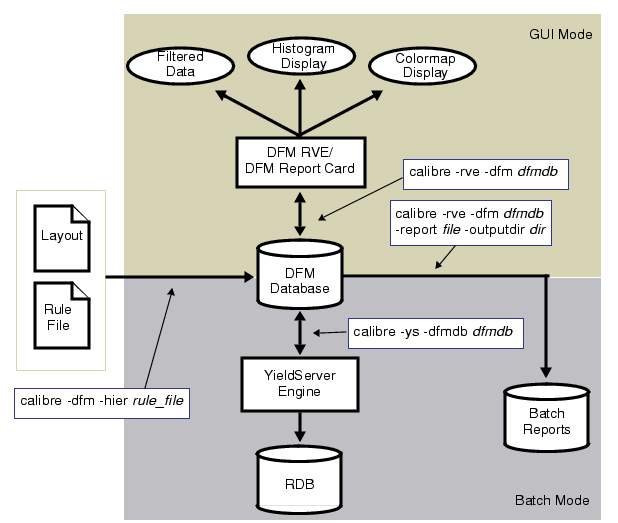 GUI Mode
Filtered
Data
Histogram
Display
Colormap
Display
DFM RVE/
DFM Report Card
calibre -rve -dfm dfmdb
calibre -rve -dfm dfmdb
-report file -outputdir dir
Layout
Rule
File
DFM
Database
calibre -ys -dfmdb dfmdb
YieldServer
Engine
calibre -dfm -hier rule_file
Batch
Reports
RDB
Batch Mode